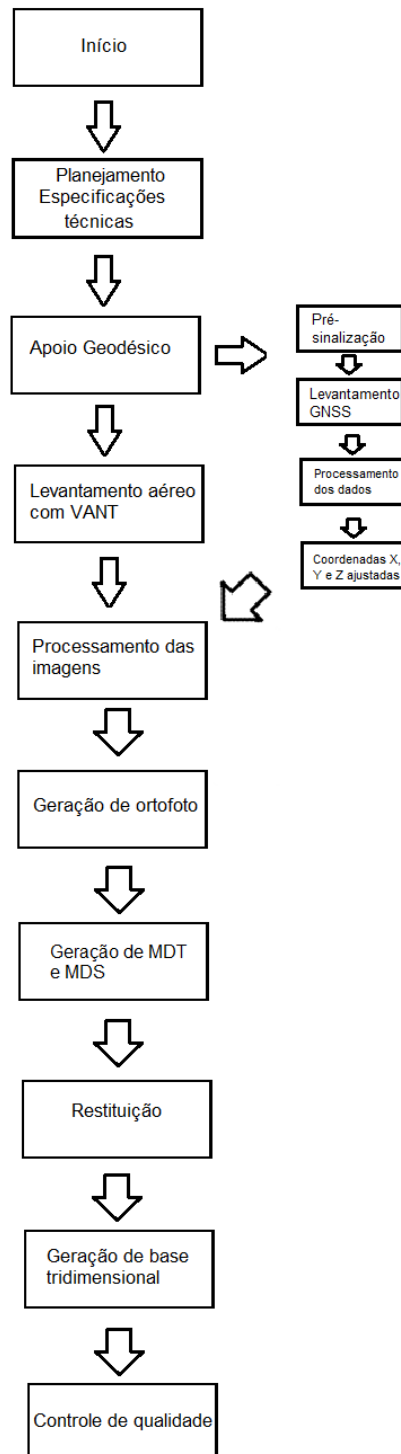 Início
Planejamento
Especificações
técnicas
Apoio Geodésico
Pré-
sinalização
Levantamento
GNSS
Processamento
dos dados
Coordenadas X,
Y e Z ajustadas
Levantamento aéreo
com VANT
Processamento das
imagens
Geração de ortofoto
Geração de MDT
e MDS
Restituição
Geração de base
tridimensional
Controle de qualidade